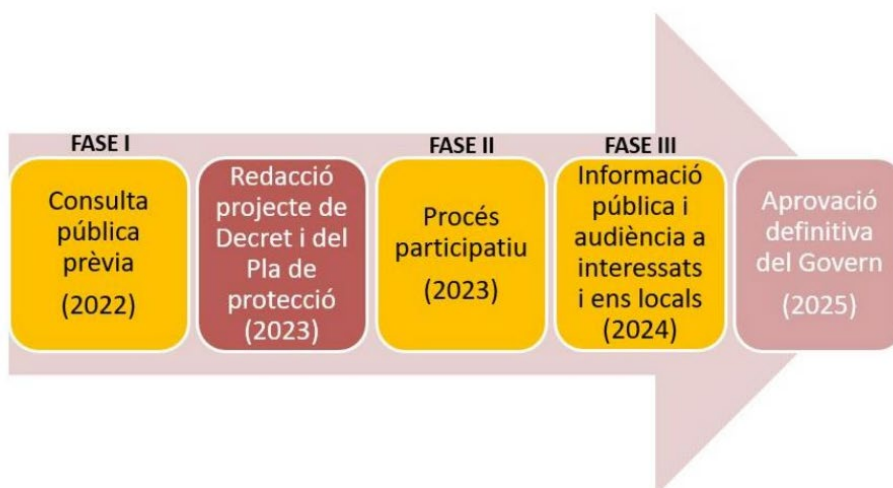 FASE I
Consulta
pública
prèvia
(2022)
Redacció
projecte de
Decret i del
Pla de
protecció
(2023)
FASE II
Procés
participatiu
(2023)
FASE III
Informació
pública i
audiència a
interessats
i ens locals
(2024)
Aprovació
definitiva
del Govern
(2025)